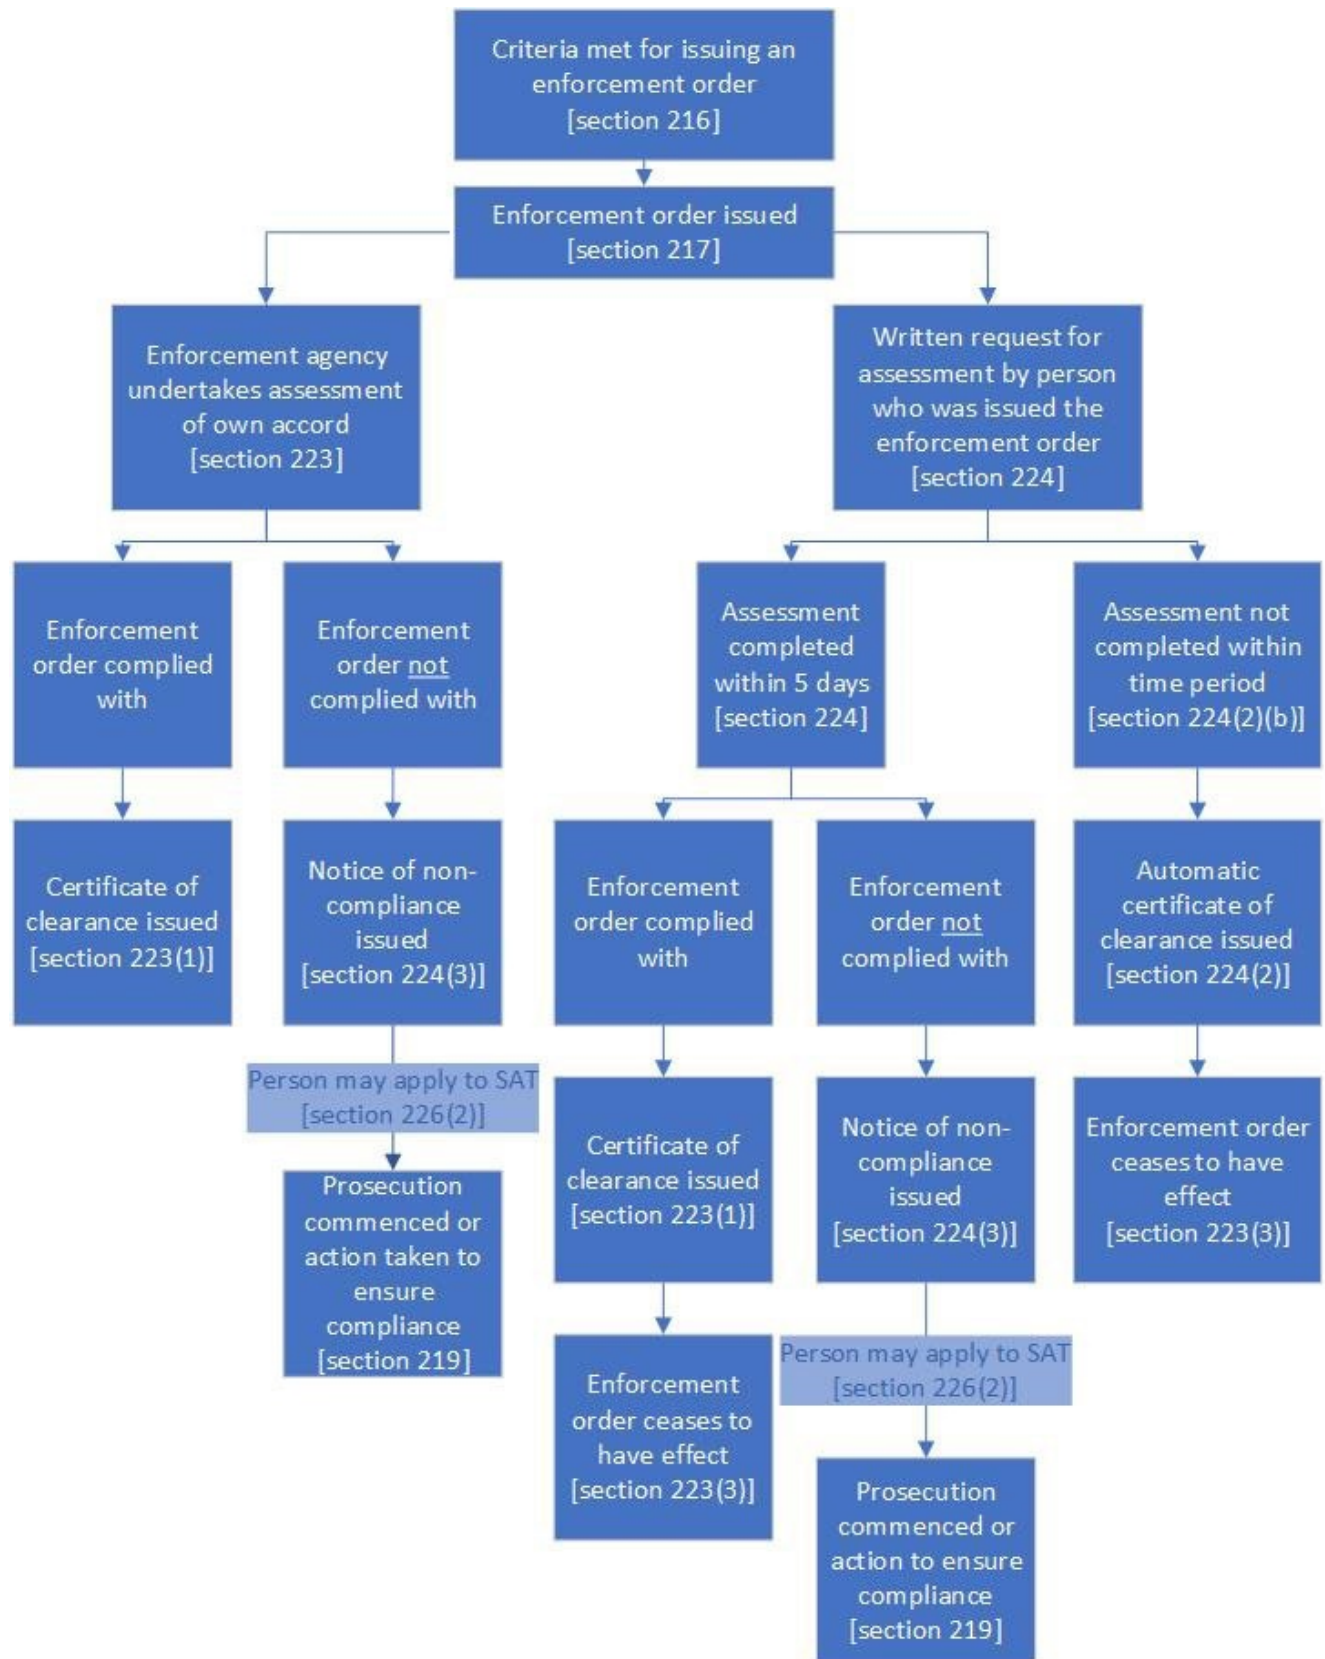 Criteria met for issuing an
enforcement order
[section 216]
Enforcement order issued
[section 217]
Enforcement agency
undertakes assessment
of own accord
[section 223]
Written request for
assessment by person
who was issued the
enforcement order
[section 224]
Enforcement
order complied
with
Enforcement
order not
complied with
Assessment
completed
within 5 days
[section 224]
Assessment not
completed within
time period
[section 224(2)(b)]
Certificate of
clearance issued
[section 223(1)]
Notice of non-
compliance
issued
[section 224(3)]
Enforcement
order complied
with
Enforcement
order not
complied with
Automatic
certificate of
clearance issued
[section 224(2)]
Person may apply to SAT
[section 226(2)]
Prosecution
commenced or
action taken to
ensure
compliance
[section 219]
Certificate of
clearance issued
[section 223(1)]
Notice of non-
compliance
issued
[section 224(3)]
Enforcement order
ceases to have
effect
[section 223(3)]
Enforcement
order ceases to
have effect
[section 223(3)]
Person may apply to SAT
[section 226(2)]
Prosecution
commenced or
action to ensure
compliance
[section 219]